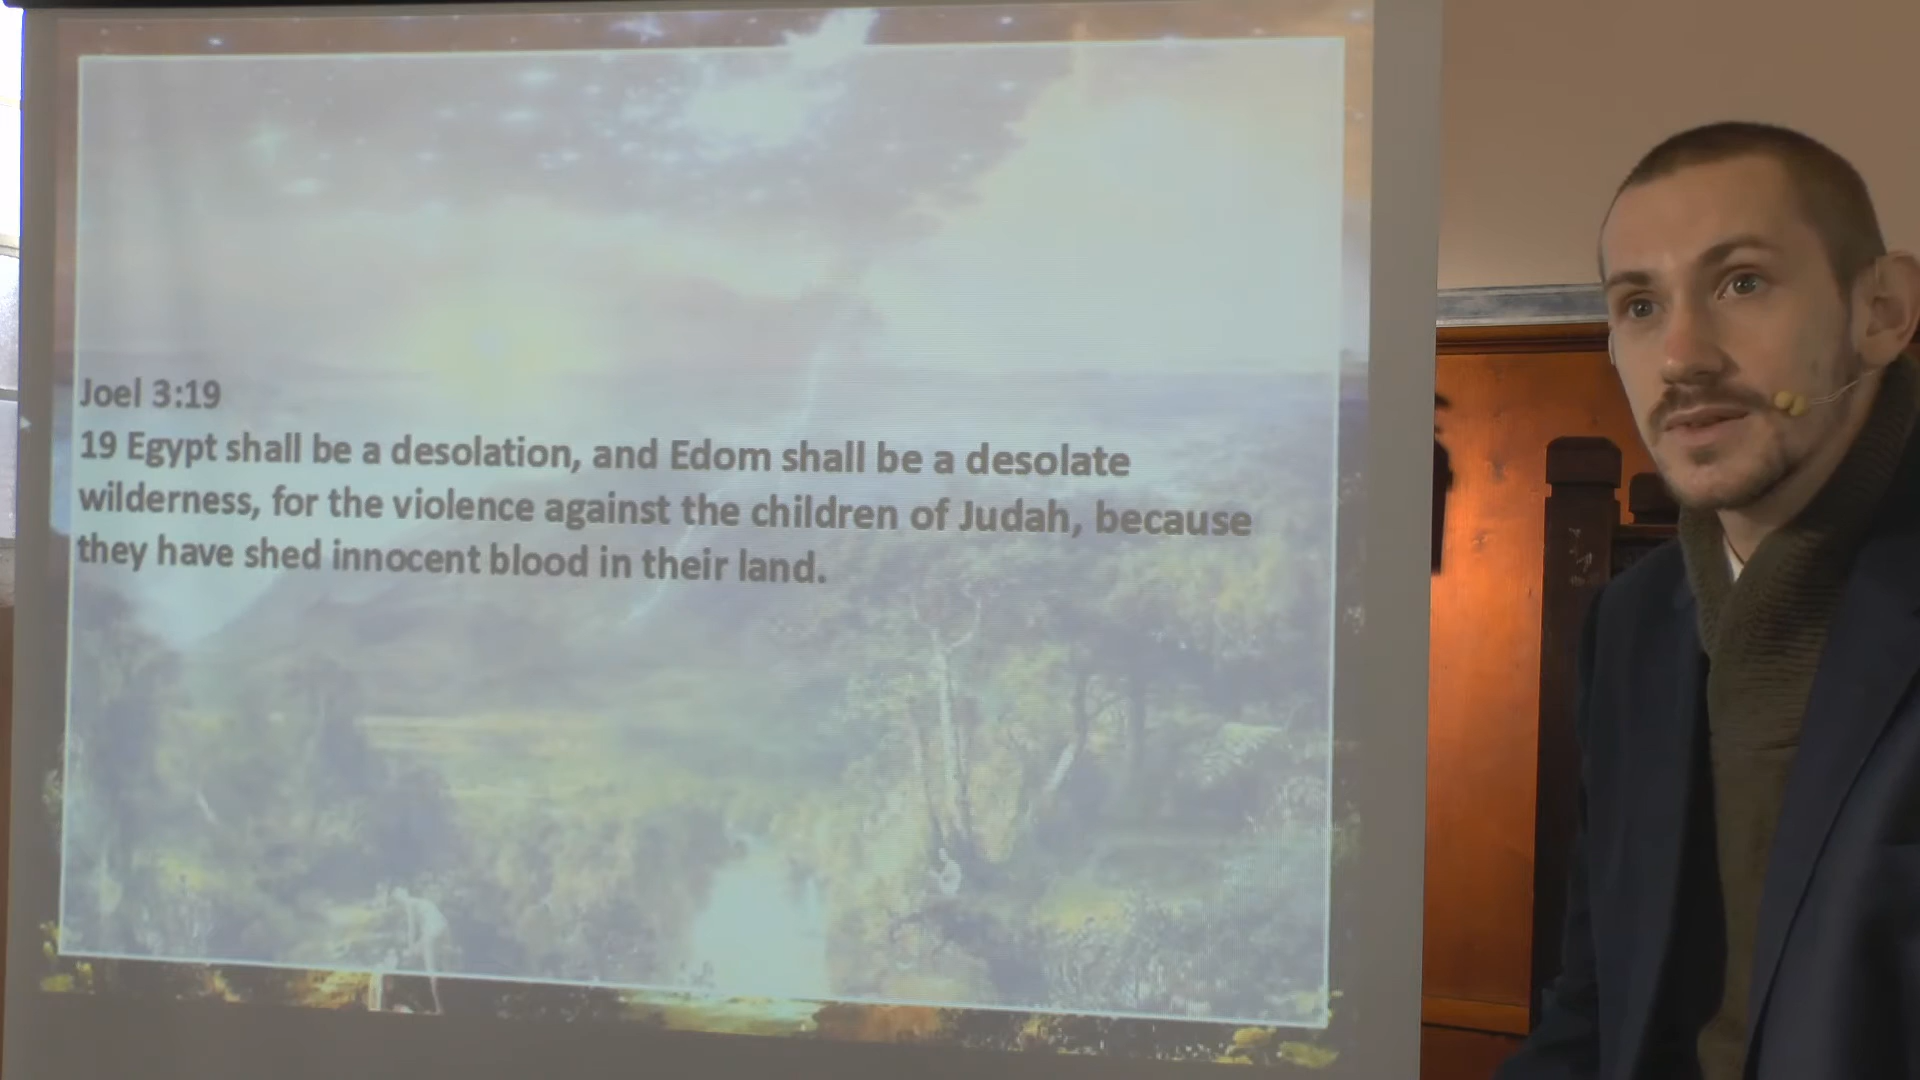 Joel 3:19
19 Egypt shall be a desolation, and Edom shall be a desolate
wilderness, for the violence against the children of Judah, because
they have shed innocent blood in their land.